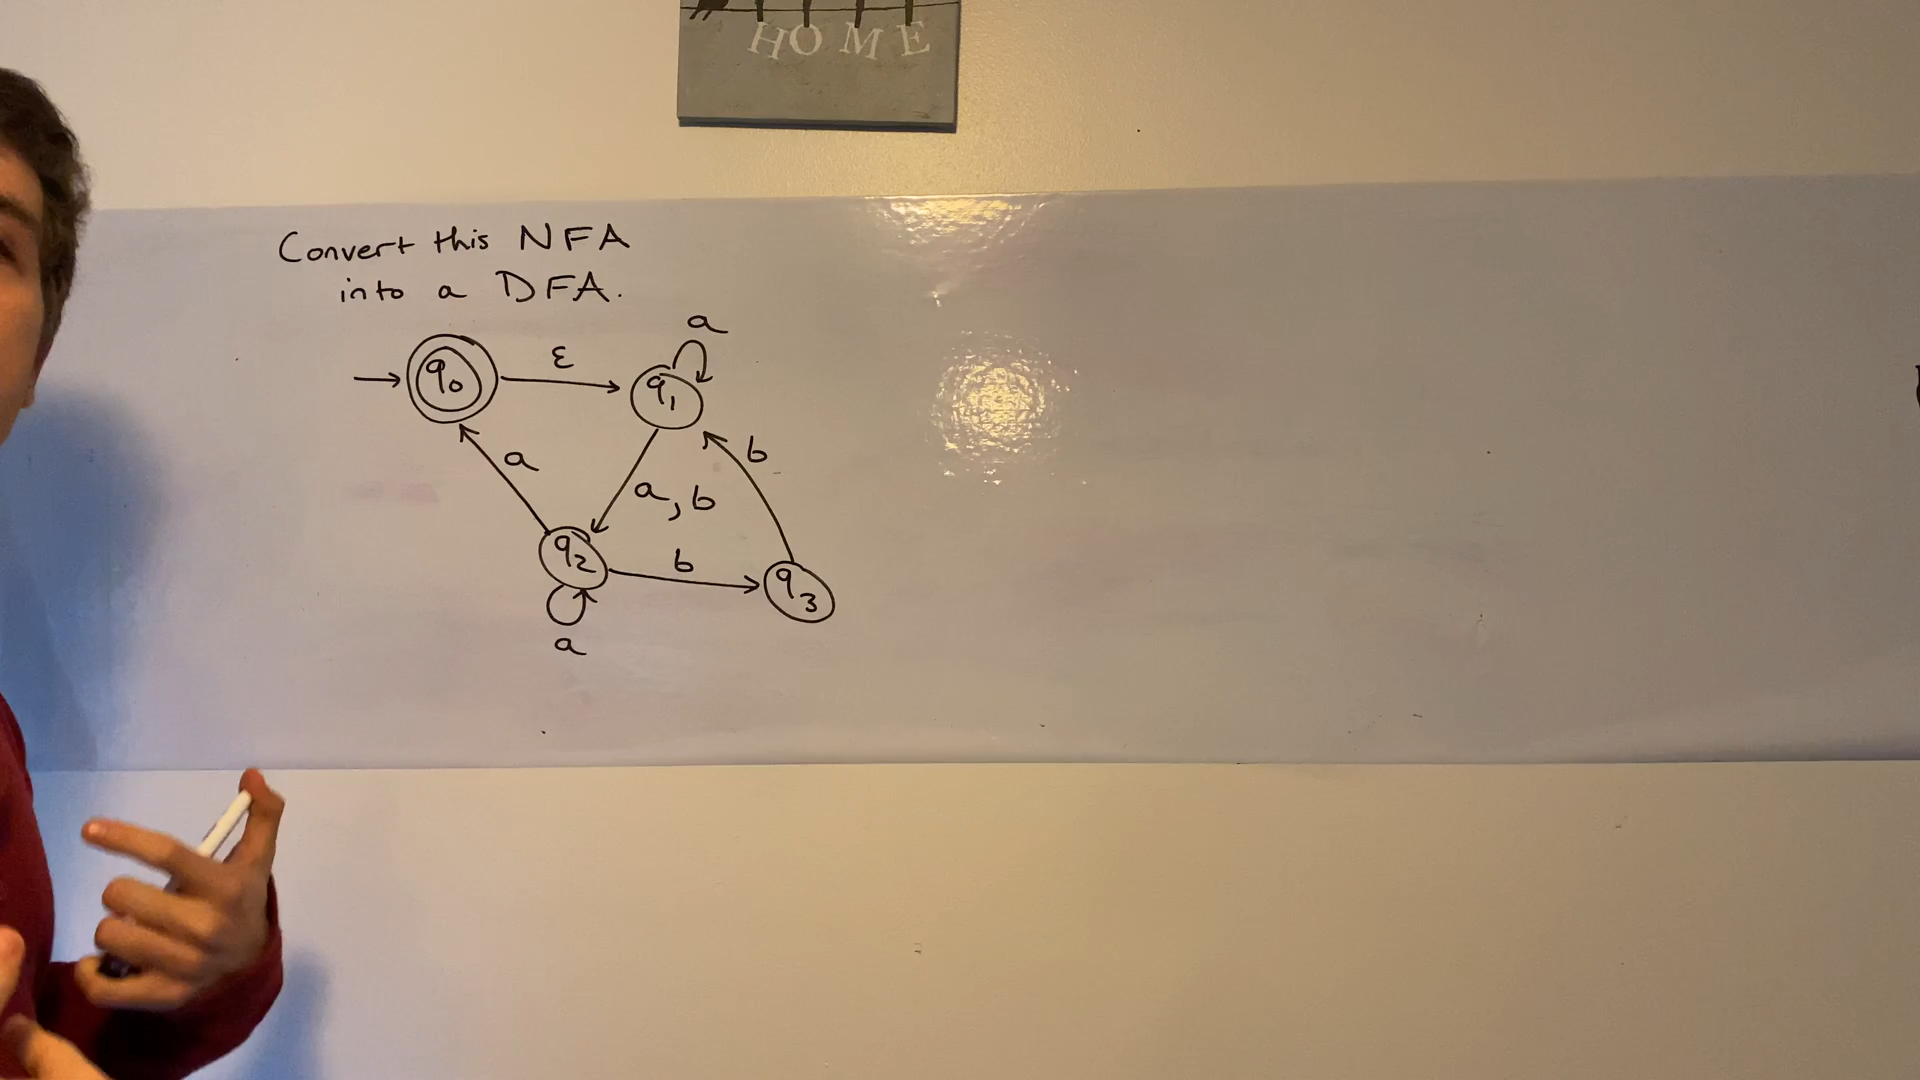 HOME
Convert this NFA
into a DFA.
a
ε
q0
q1
b
a
a,b
q2
b
q3
a